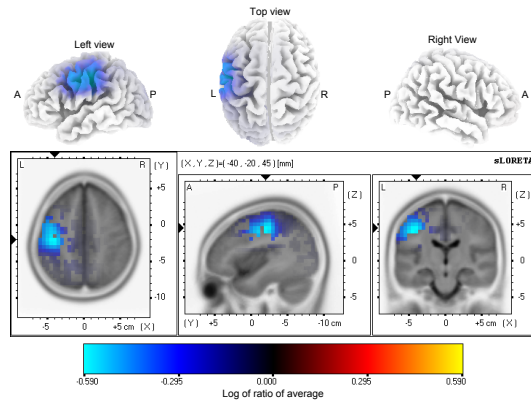 Top view
Left view
Right View
A P
L R
P A
L R (Y)
(X, Y, Z)=(-40, -20, 45) [mm]
sLORETA
A P (Z)
L R (Z)
+5
0
-5
-10
+5
0
-5
+5
0
-5
-5 0 +5 cm (X)
(Y) +5 0 -5 -10 cm
-5 0 +5 cm (X)
-0.590 -0.295 0.000 0.295 0.590
Log of ratio of average